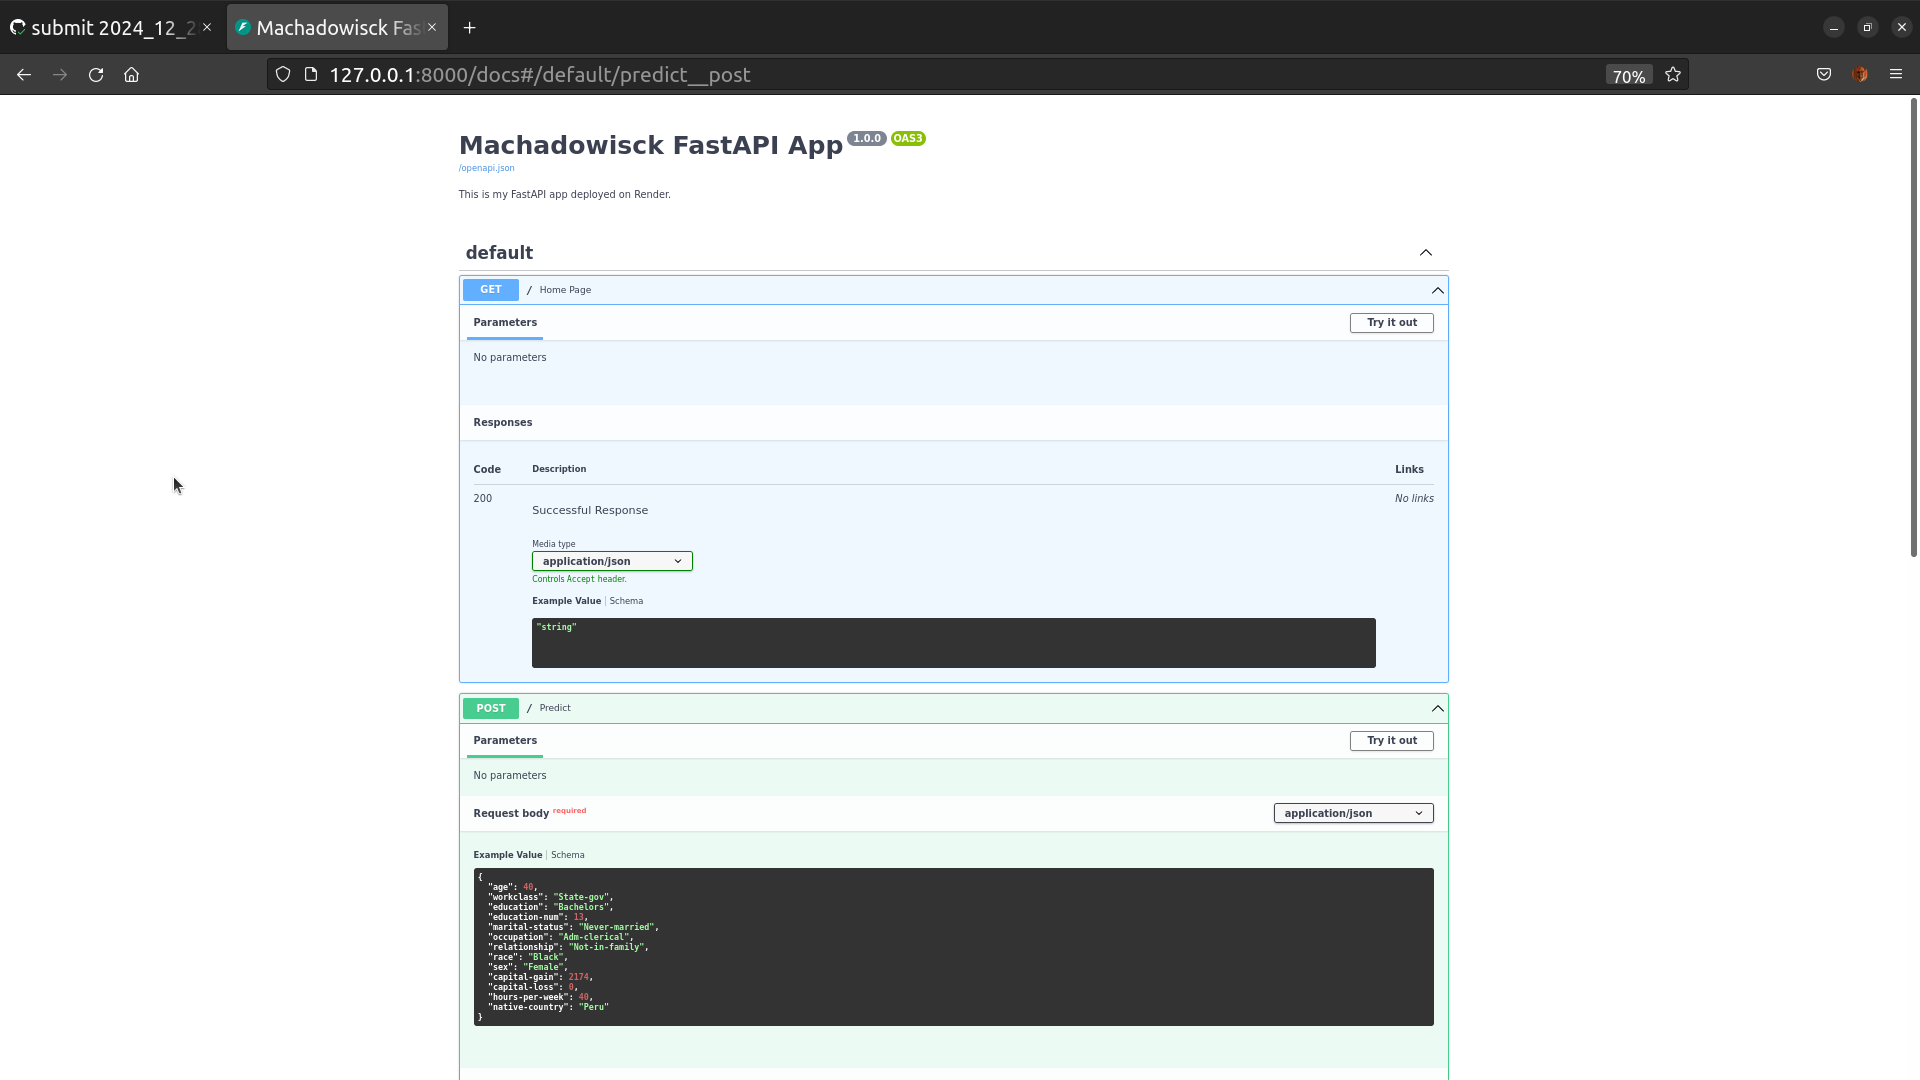 submit 2024_12_2
Machadowisck Fas
127.0.0.1:8000/docs#/default/predict__post
70%
Machadowisck FastAPI App 1.0.0 OAS3
/openapi.json
This is my FastAPI app deployed on Render.
default
GET / Home Page
Parameters Try it out
No parameters
Responses
Code Description Links
200 No links
Successful Response
Media type
application/json
Controls Accept header.
Example Value | Schema
"string"
POST / Predict
Parameters Try it out
No parameters
Request body required application/json
Example Value | Schema
{
"age": 40,
"workclass": "State-gov",
"education": "Bachelors",
"education-num": 13,
"marital-status": "Never-married",
"occupation": "Adm-clerical",
"relationship": "Not-in-family",
"race": "Black",
"sex": "Female",
"capital-gain": 2174,
"capital-loss": 0,
"hours-per-week": 40,
"native-country": "Peru"
}